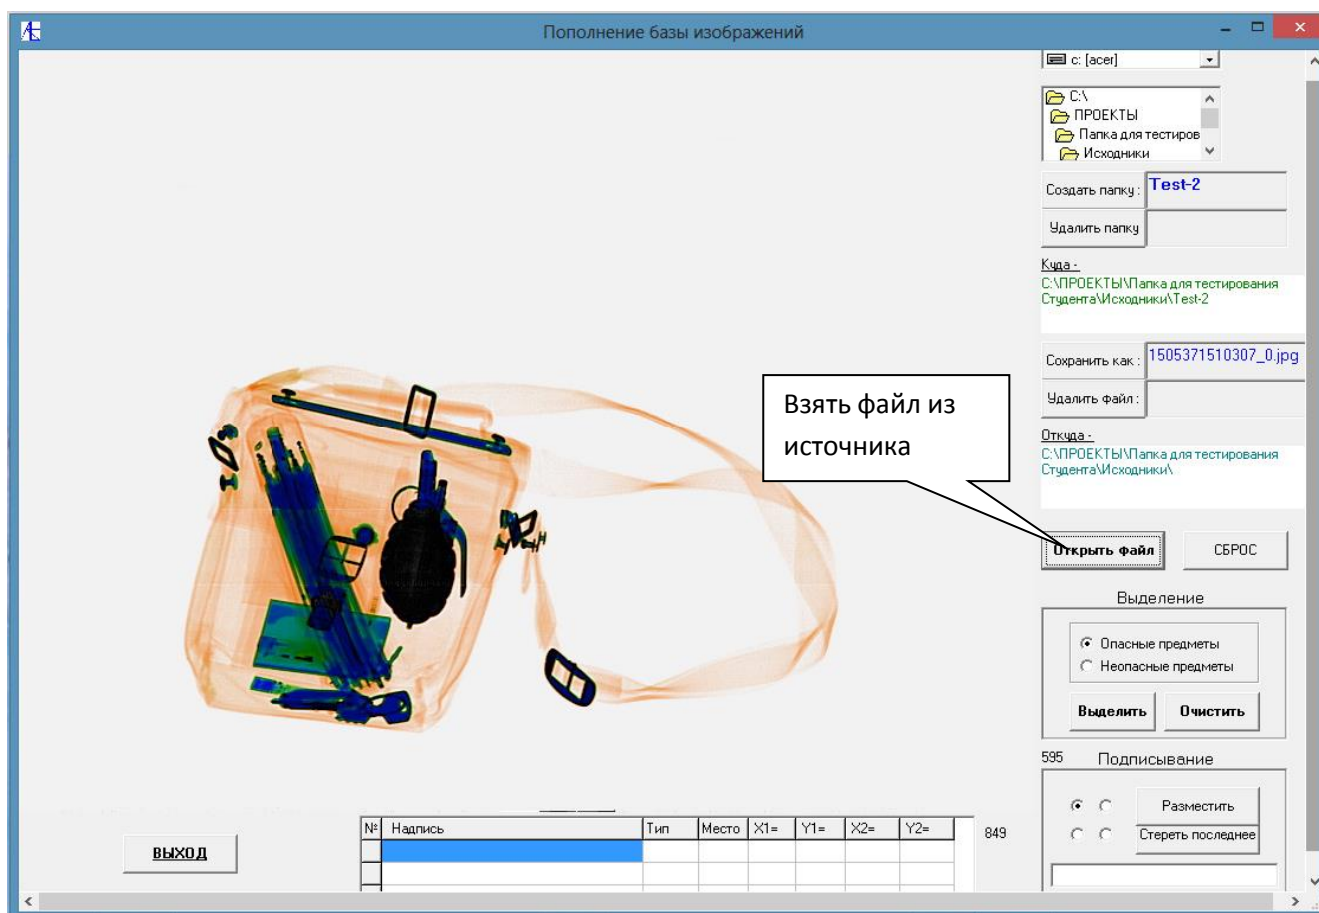 Пополнение базы изображений
c: [acer]
C:\
ПРОЕКТЫ
Папка для тестиров
Исходники
Создать папку : Test-2
Удалить папку
Куда -
C:\ПРОЕКТЫ\Папка для тестирования
Студента\Исходники\Test-2
Сохранить как : 1505371510307_0.jpg
Удалить файл :
Откуда -
C:\ПРОЕКТЫ\Папка для тестирования
Студента\Исходники\
Взять файл из
источника
Открыть файл СБРОС
Выделение
Опасные предметы
Неопасные предметы
Выделить Очистить
595 Подписывание
Разместить
Стереть последнее
№ Надпись Тип Место X1= Y1= X2= Y2= 849
ВЫХОД